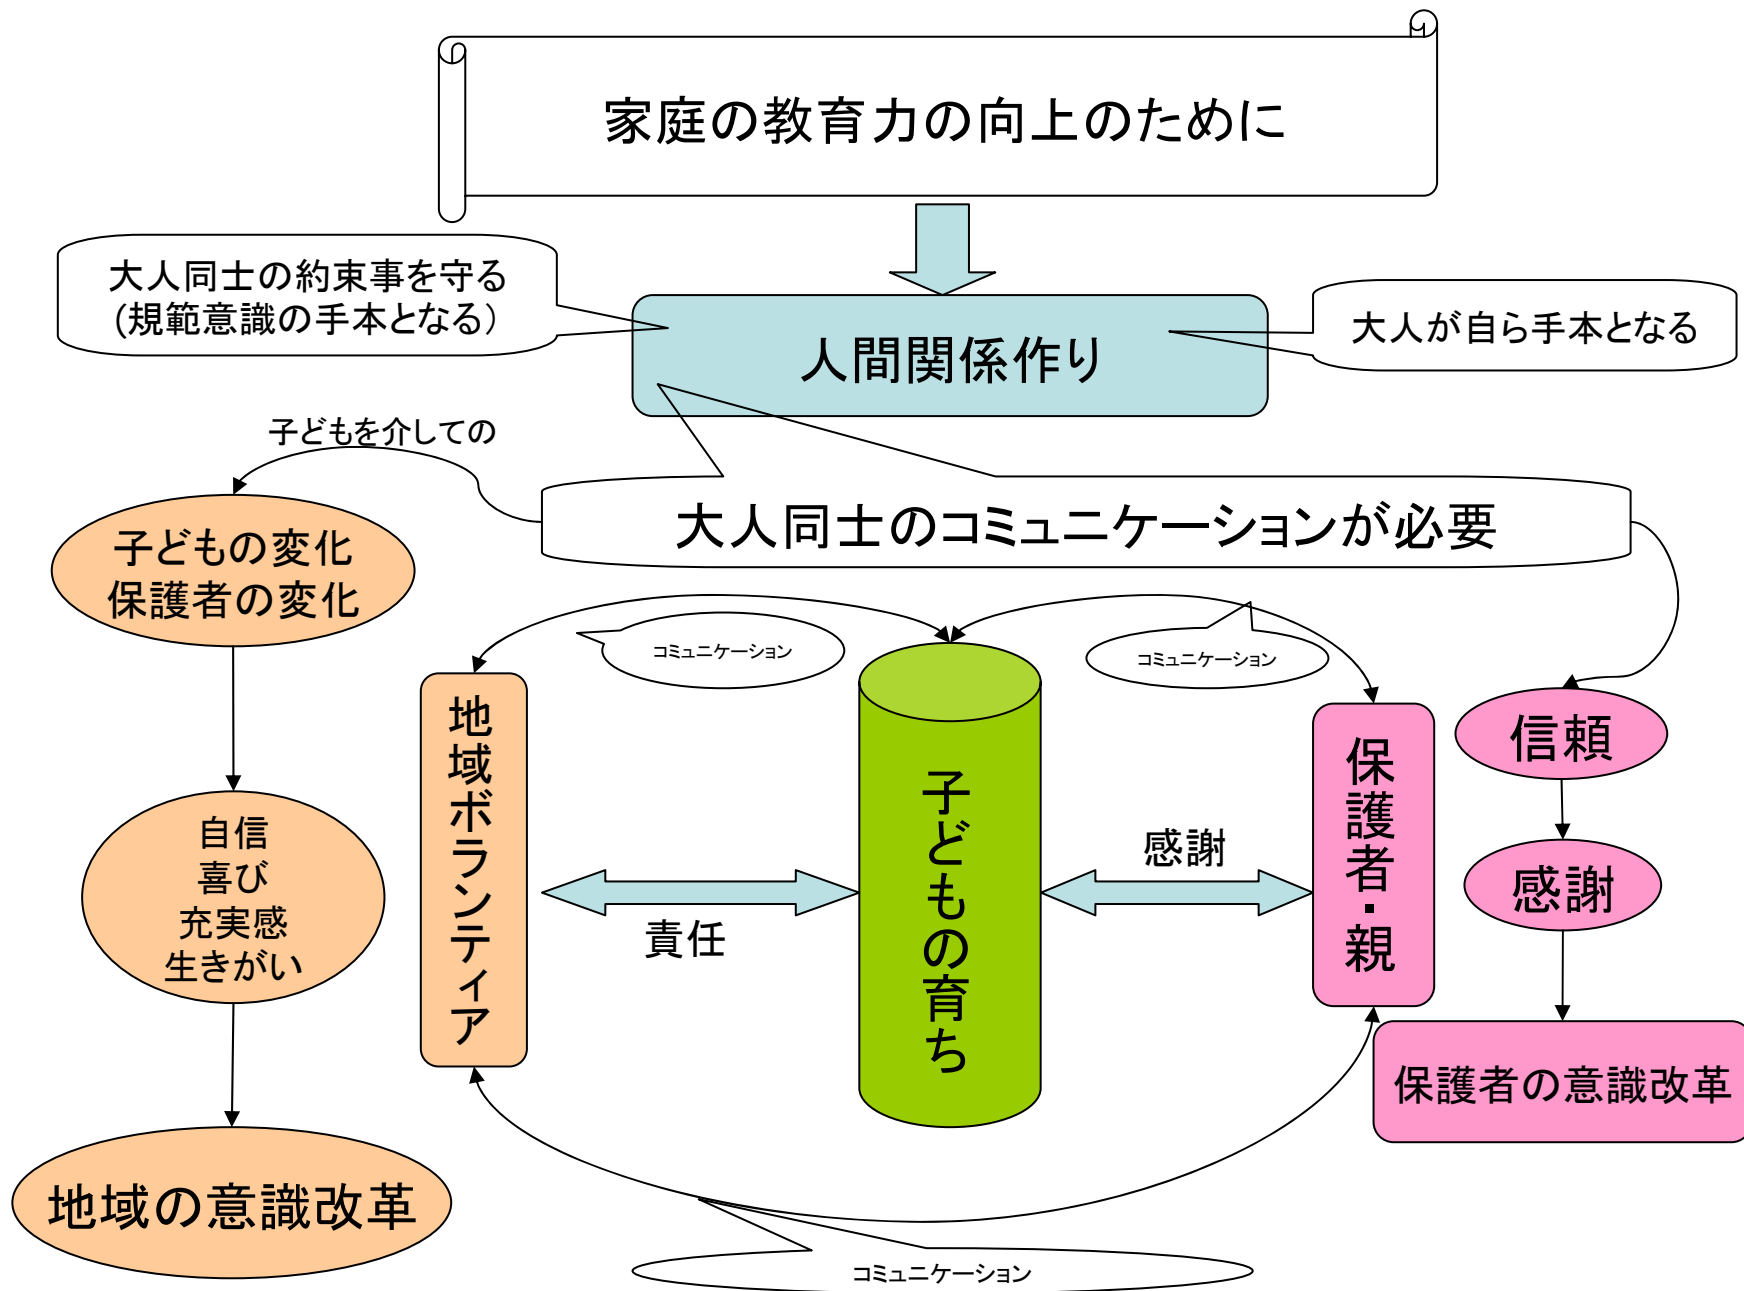 家庭の教育力の向上のために
大人同士の約束事を守る
(規範意識の手本となる）
人間関係作り
大人が自ら手本となる
子どもを介しての
大人同士のコミュニケーションが必要
子どもの変化
保護者の変化
コミュニケーション
コミュニケーション
地域ボランティア
子どもの育ち
保護者・親
信頼
自信
喜び
充実感
生きがい
責任
感謝
感謝
保護者の意識改革
地域の意識改革
コミュニケーション